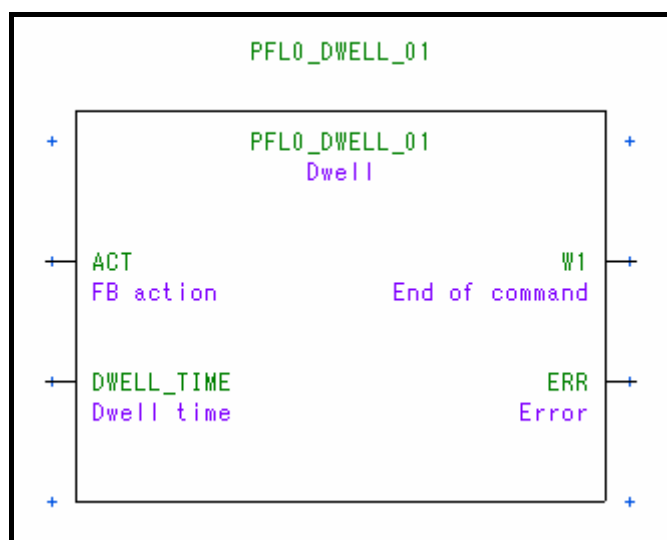 PFL0_DWELL_01
PFL0_DWELL_01
Dwell
ACT
FB action
W1
End of command
DWELL_TIME
Dwell time
ERR
Error